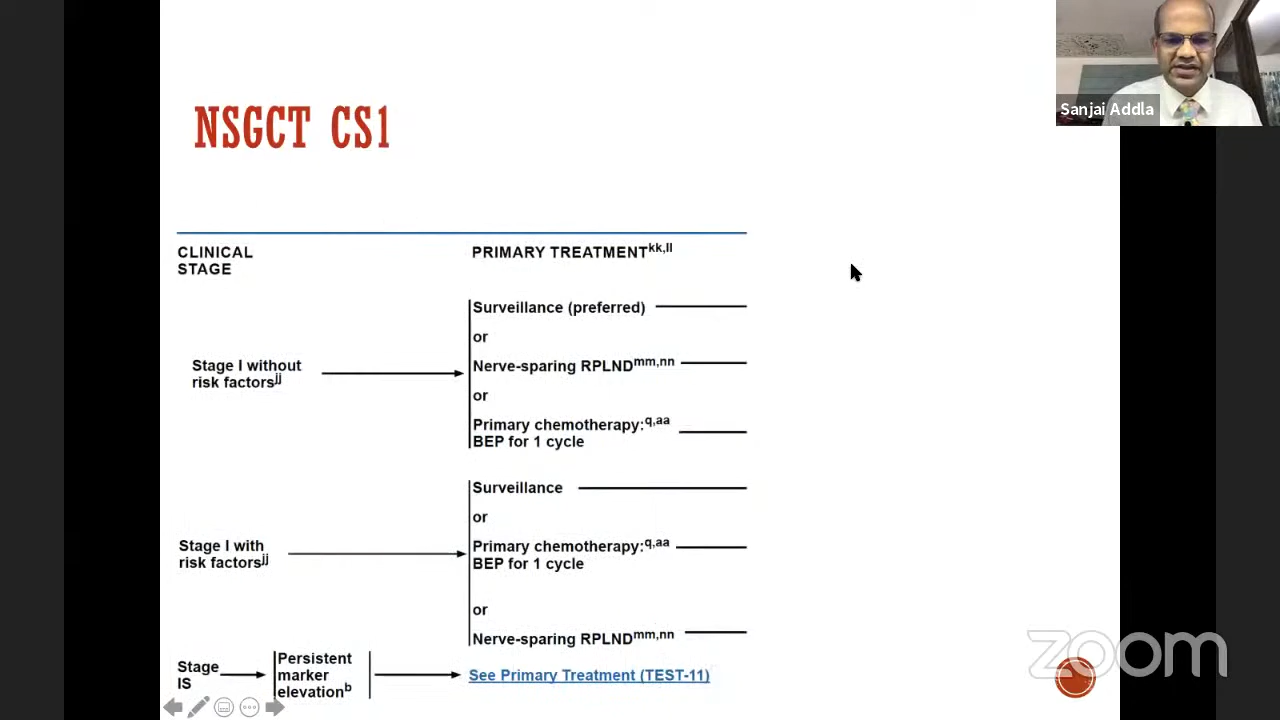 Sanjai Addla
NSGCT CS1
CLINICAL
STAGE
PRIMARY TREATMENTkk,ll
Stage I without
risk factorsjj
Surveillance (preferred)
or
Nerve-sparing RPLNDmm,nn
or
Primary chemotherapy:q,aa
BEP for 1 cycle
Stage I with
risk factorsjj
Surveillance
or
Primary chemotherapy:q,aa
BEP for 1 cycle
or
Nerve-sparing RPLNDmm,nn
Stage
IS
Persistent
marker
elevationb
See Primary Treatment (TEST-11)
zoom